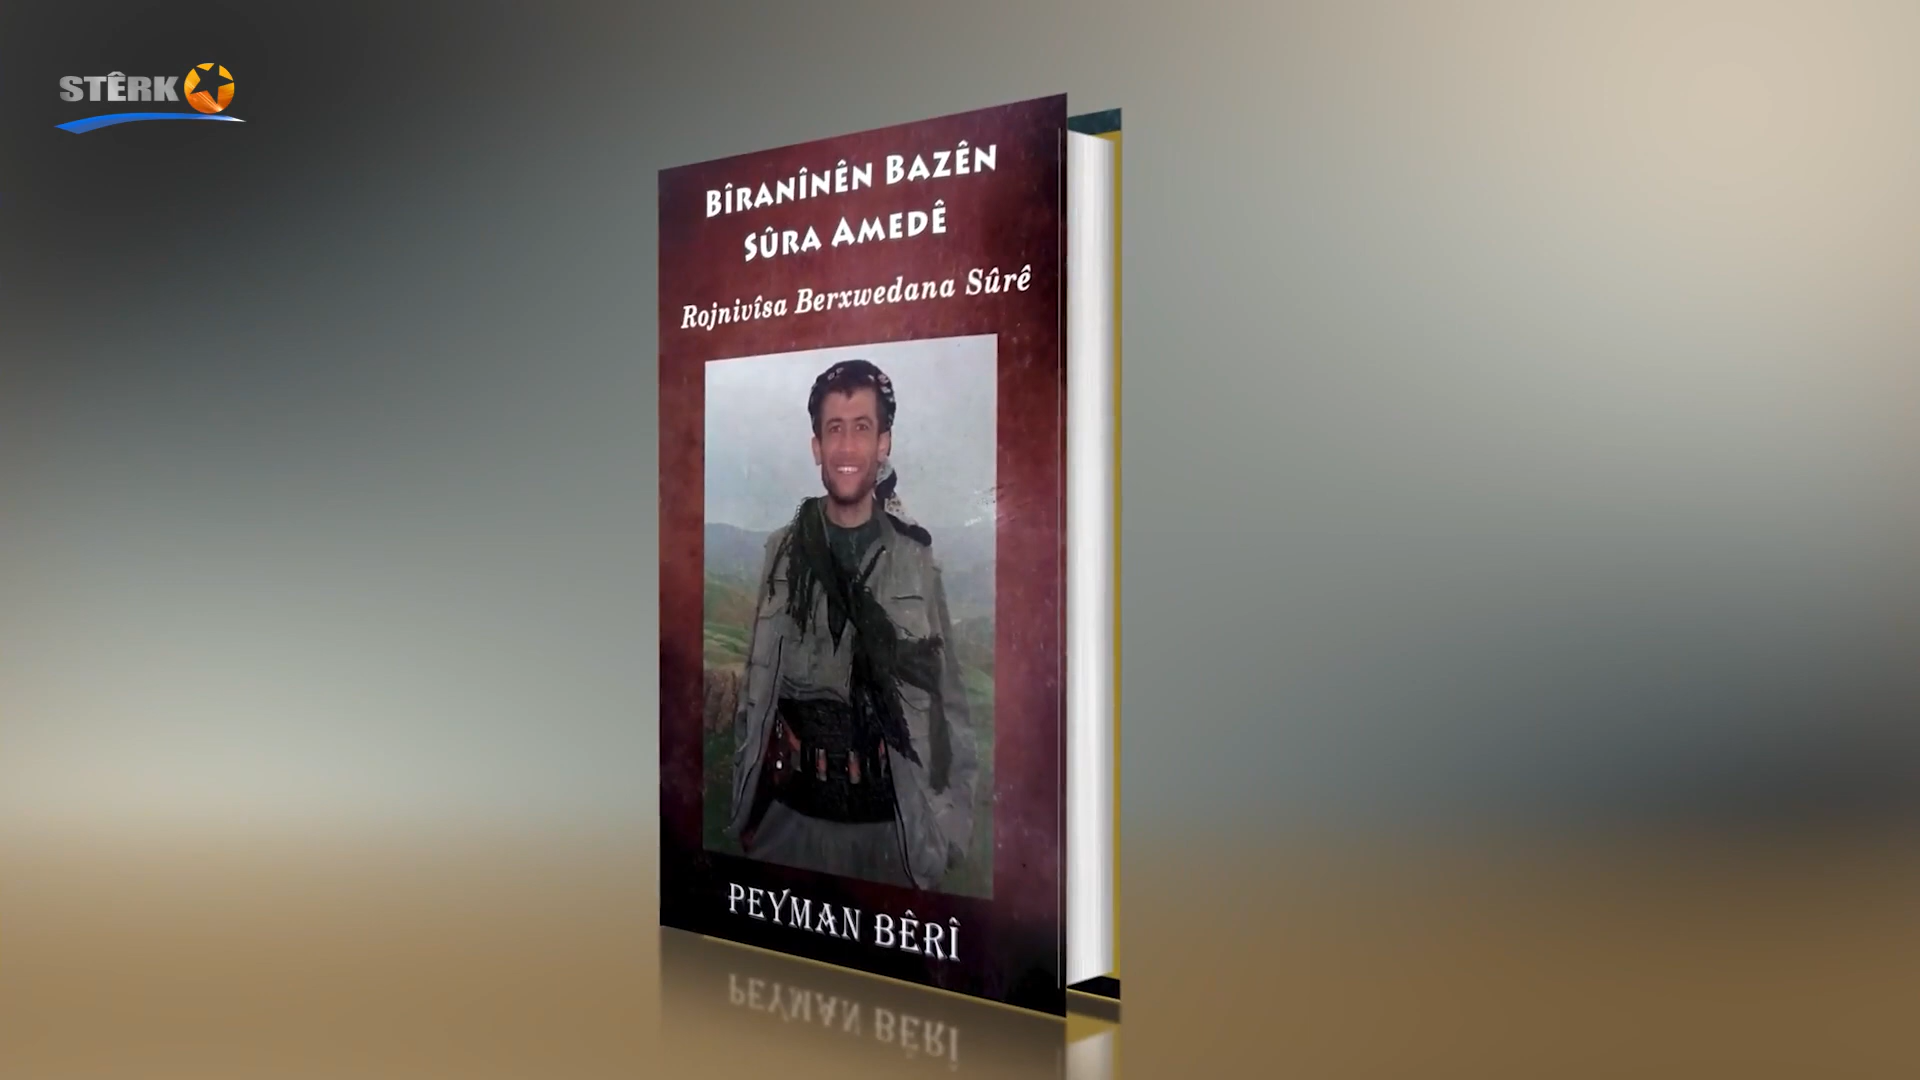 STÊRK
BÎRANÎNÊN BAZÊN
SÛRA AMEDÊ
Rojnivîsa Berxwedana Sûrê
PEYMAN BÊRÎ